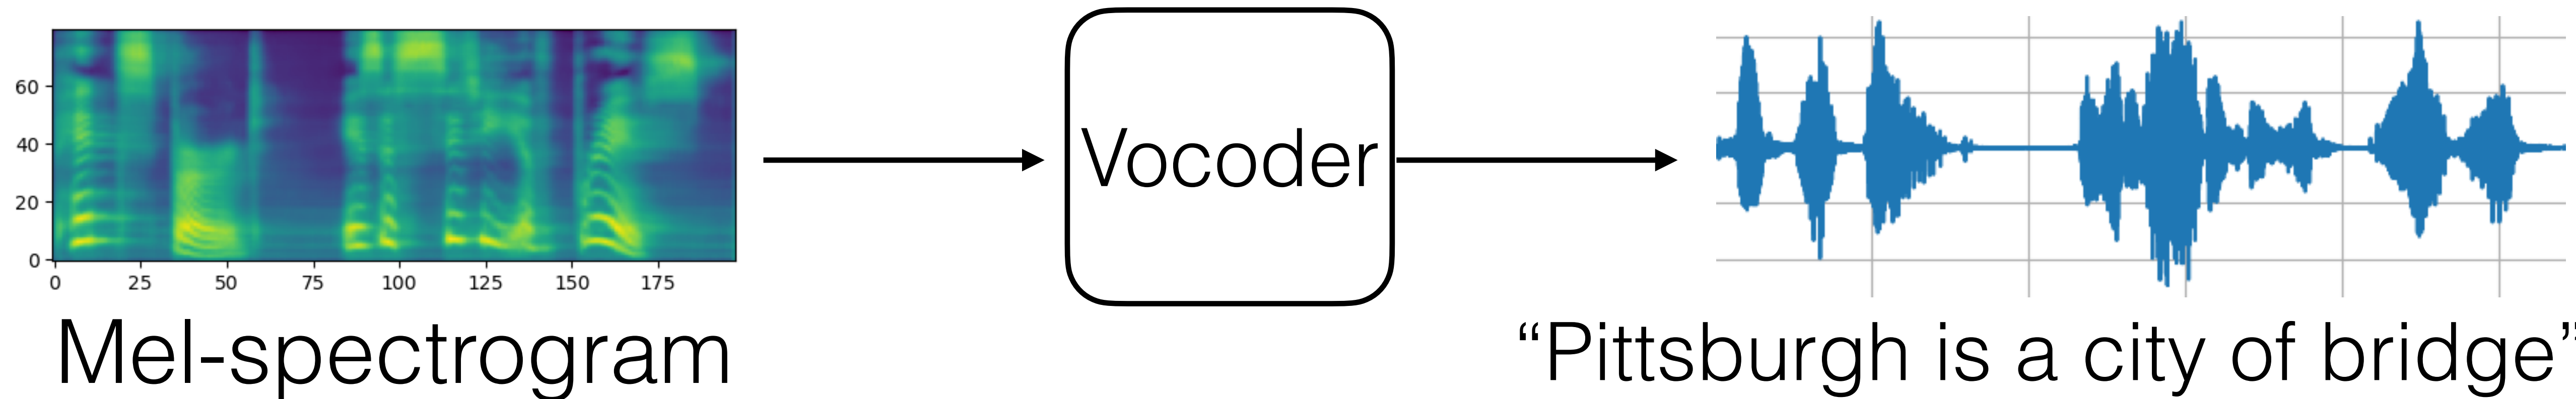 60
40
20
0
0 25 50 75 100 125 150 175
Mel-spectrogram
Vocoder
“Pittsburgh is a city of bridge”